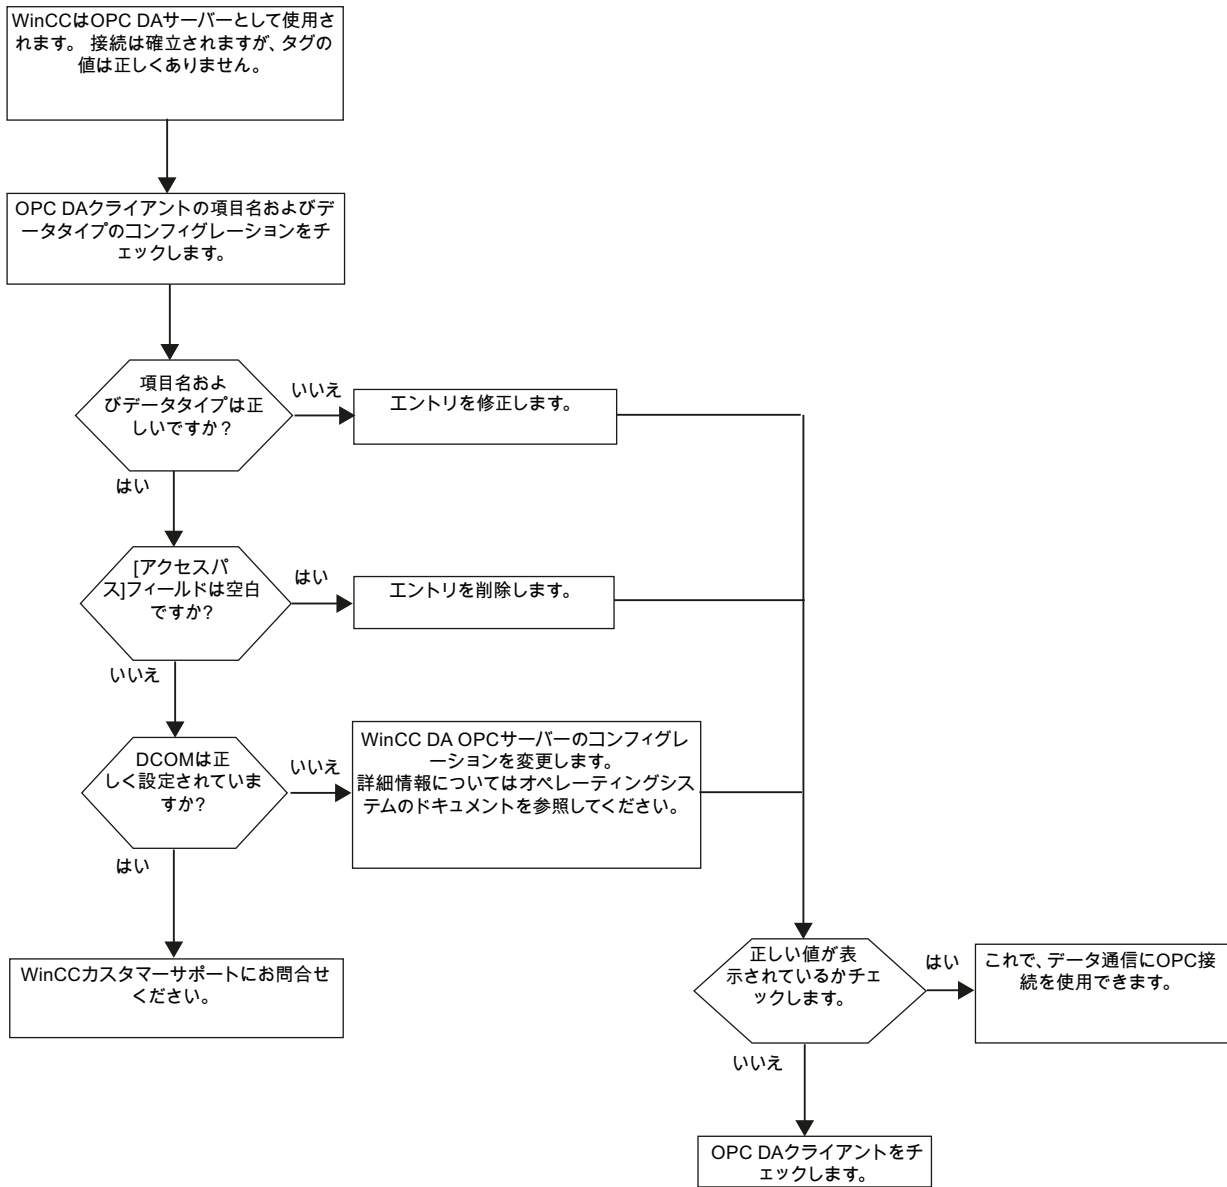 WinCCはOPC DAサーバーとして使用さ
れます。 接続は確立されますが、タグの
値は正しくありません。
OPC DAクライアントの項目名およびデ
ータタイプのコンフィグレーションをチ
ェックします。
項目名およ
びデータタイプは正
しいですか?
いいえ
エントリを修正します。
はい
[アクセスパ
ス]フィールドは空白
ですか?
はい
エントリを削除します。
いいえ
DCOMは正
しく設定されていま
すか?
いいえ
WinCC DA OPCサーバーのコンフィグレ
ーションを変更します。
詳細情報についてはオペレーティングシス
テムのドキュメントを参照してください。
はい
WinCCカスタマーサポートにお問合せ
ください。
正しい値が表
示されているかチェ
ックします。
はい
これで、データ通信にOPC接
続を使用できます。
いいえ
OPC DAクライアントをチ
ェックします。